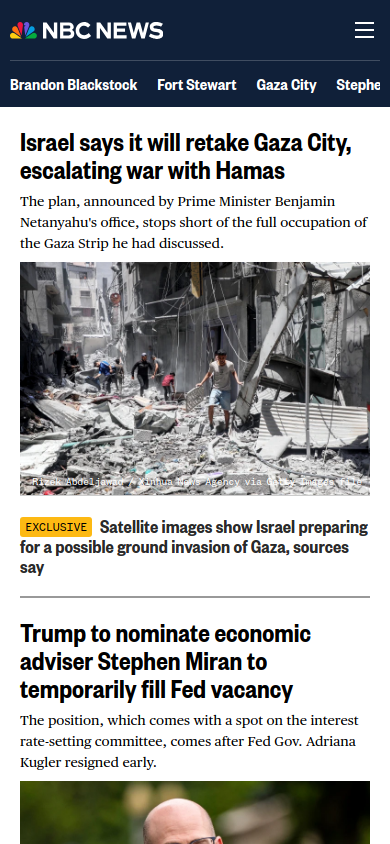 NBC NEWS
Brandon Blackstock Fort Stewart Gaza City Stephe
Israel says it will retake Gaza City,
escalating war with Hamas
The plan, announced by Prime Minister Benjamin
Netanyahu's office, stops short of the full occupation of
the Gaza Strip he had discussed.
Rizek Abdeljawad / Xinhua News Agency via Getty Images file
EXCLUSIVE Satellite images show Israel preparing
for a possible ground invasion of Gaza, sources
say
Trump to nominate economic
adviser Stephen Miran to
temporarily fill Fed vacancy
The position, which comes with a spot on the interest
rate-setting committee, comes after Fed Gov. Adriana
Kugler resigned early.